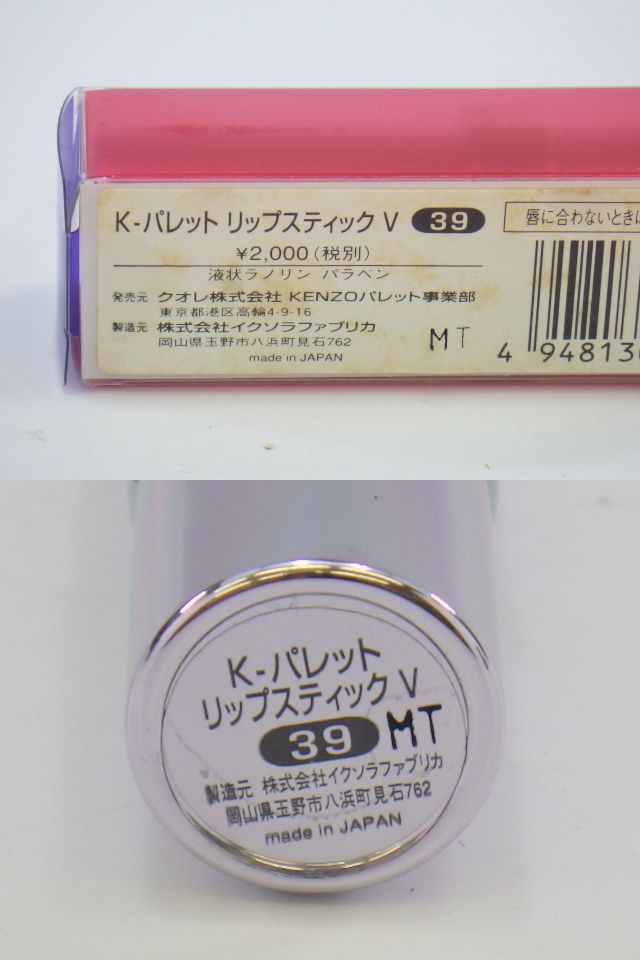 K-パレット リップスティック V 39
唇に合わないときは
¥2,000(税別)
液状ラノリン パラベン
発売元 クオレ株式会社 KENZOパレット事業部
東京都港区高輪4-9-16
製造元 株式会社イクソラファブリカ
岡山県玉野市八浜町見石762
made in JAPAN
MT
4 94813
K-パレット
リップスティック V
39 MT
製造元 株式会社イクソラファブリカ
岡山県玉野市八浜町見石762
made in JAPAN